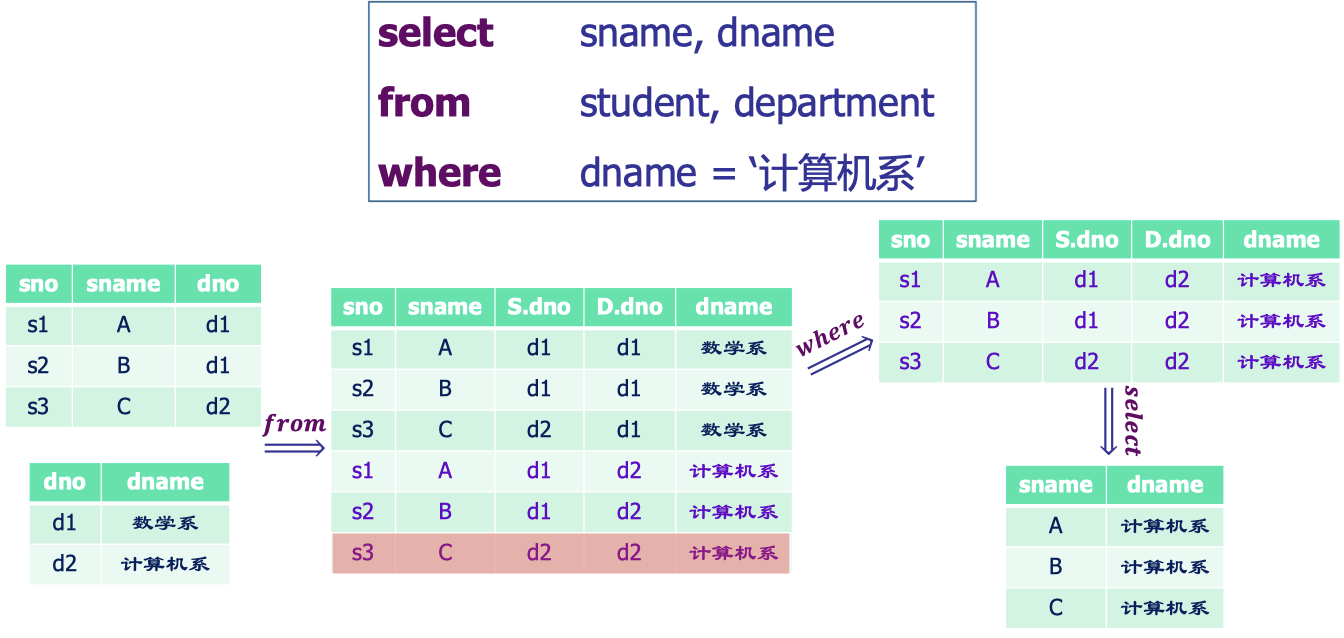 select sname, dname
from student, department
where dname = ‘计算机系’
sno sname dno
s1 A d1
s2 B d1
s3 C d2
dno dname
d1 数学系
d2 计算机系
from
sno sname S.dno D.dno dname
s1 A d1 d1 数学系
s2 B d1 d1 数学系
s3 C d2 d1 数学系
s1 A d1 d2 计算机系
s2 B d1 d2 计算机系
s3 C d2 d2 计算机系
where
sno sname S.dno D.dno dname
s1 A d1 d2 计算机系
s2 B d1 d2 计算机系
s3 C d2 d2 计算机系
select
sname dname
A 计算机系
B 计算机系
C 计算机系